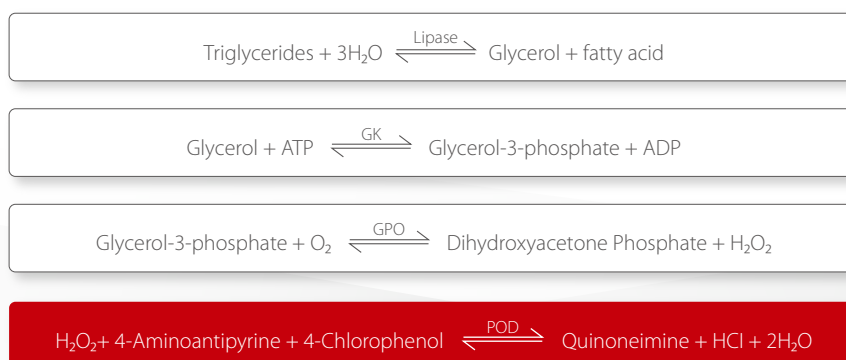 Triglycerides + 3H₂O ⇌ Lipase Glycerol + fatty acid
Glycerol + ATP ⇌ GK Glycerol-3-phosphate + ADP
Glycerol-3-phosphate + O₂ ⇌ GPO Dihydroxyacetone Phosphate + H₂O₂
H₂O₂+ 4-Aminoantipyrine + 4-Chlorophenol ⇌ POD Quinoneimine + HCl + 2H₂O